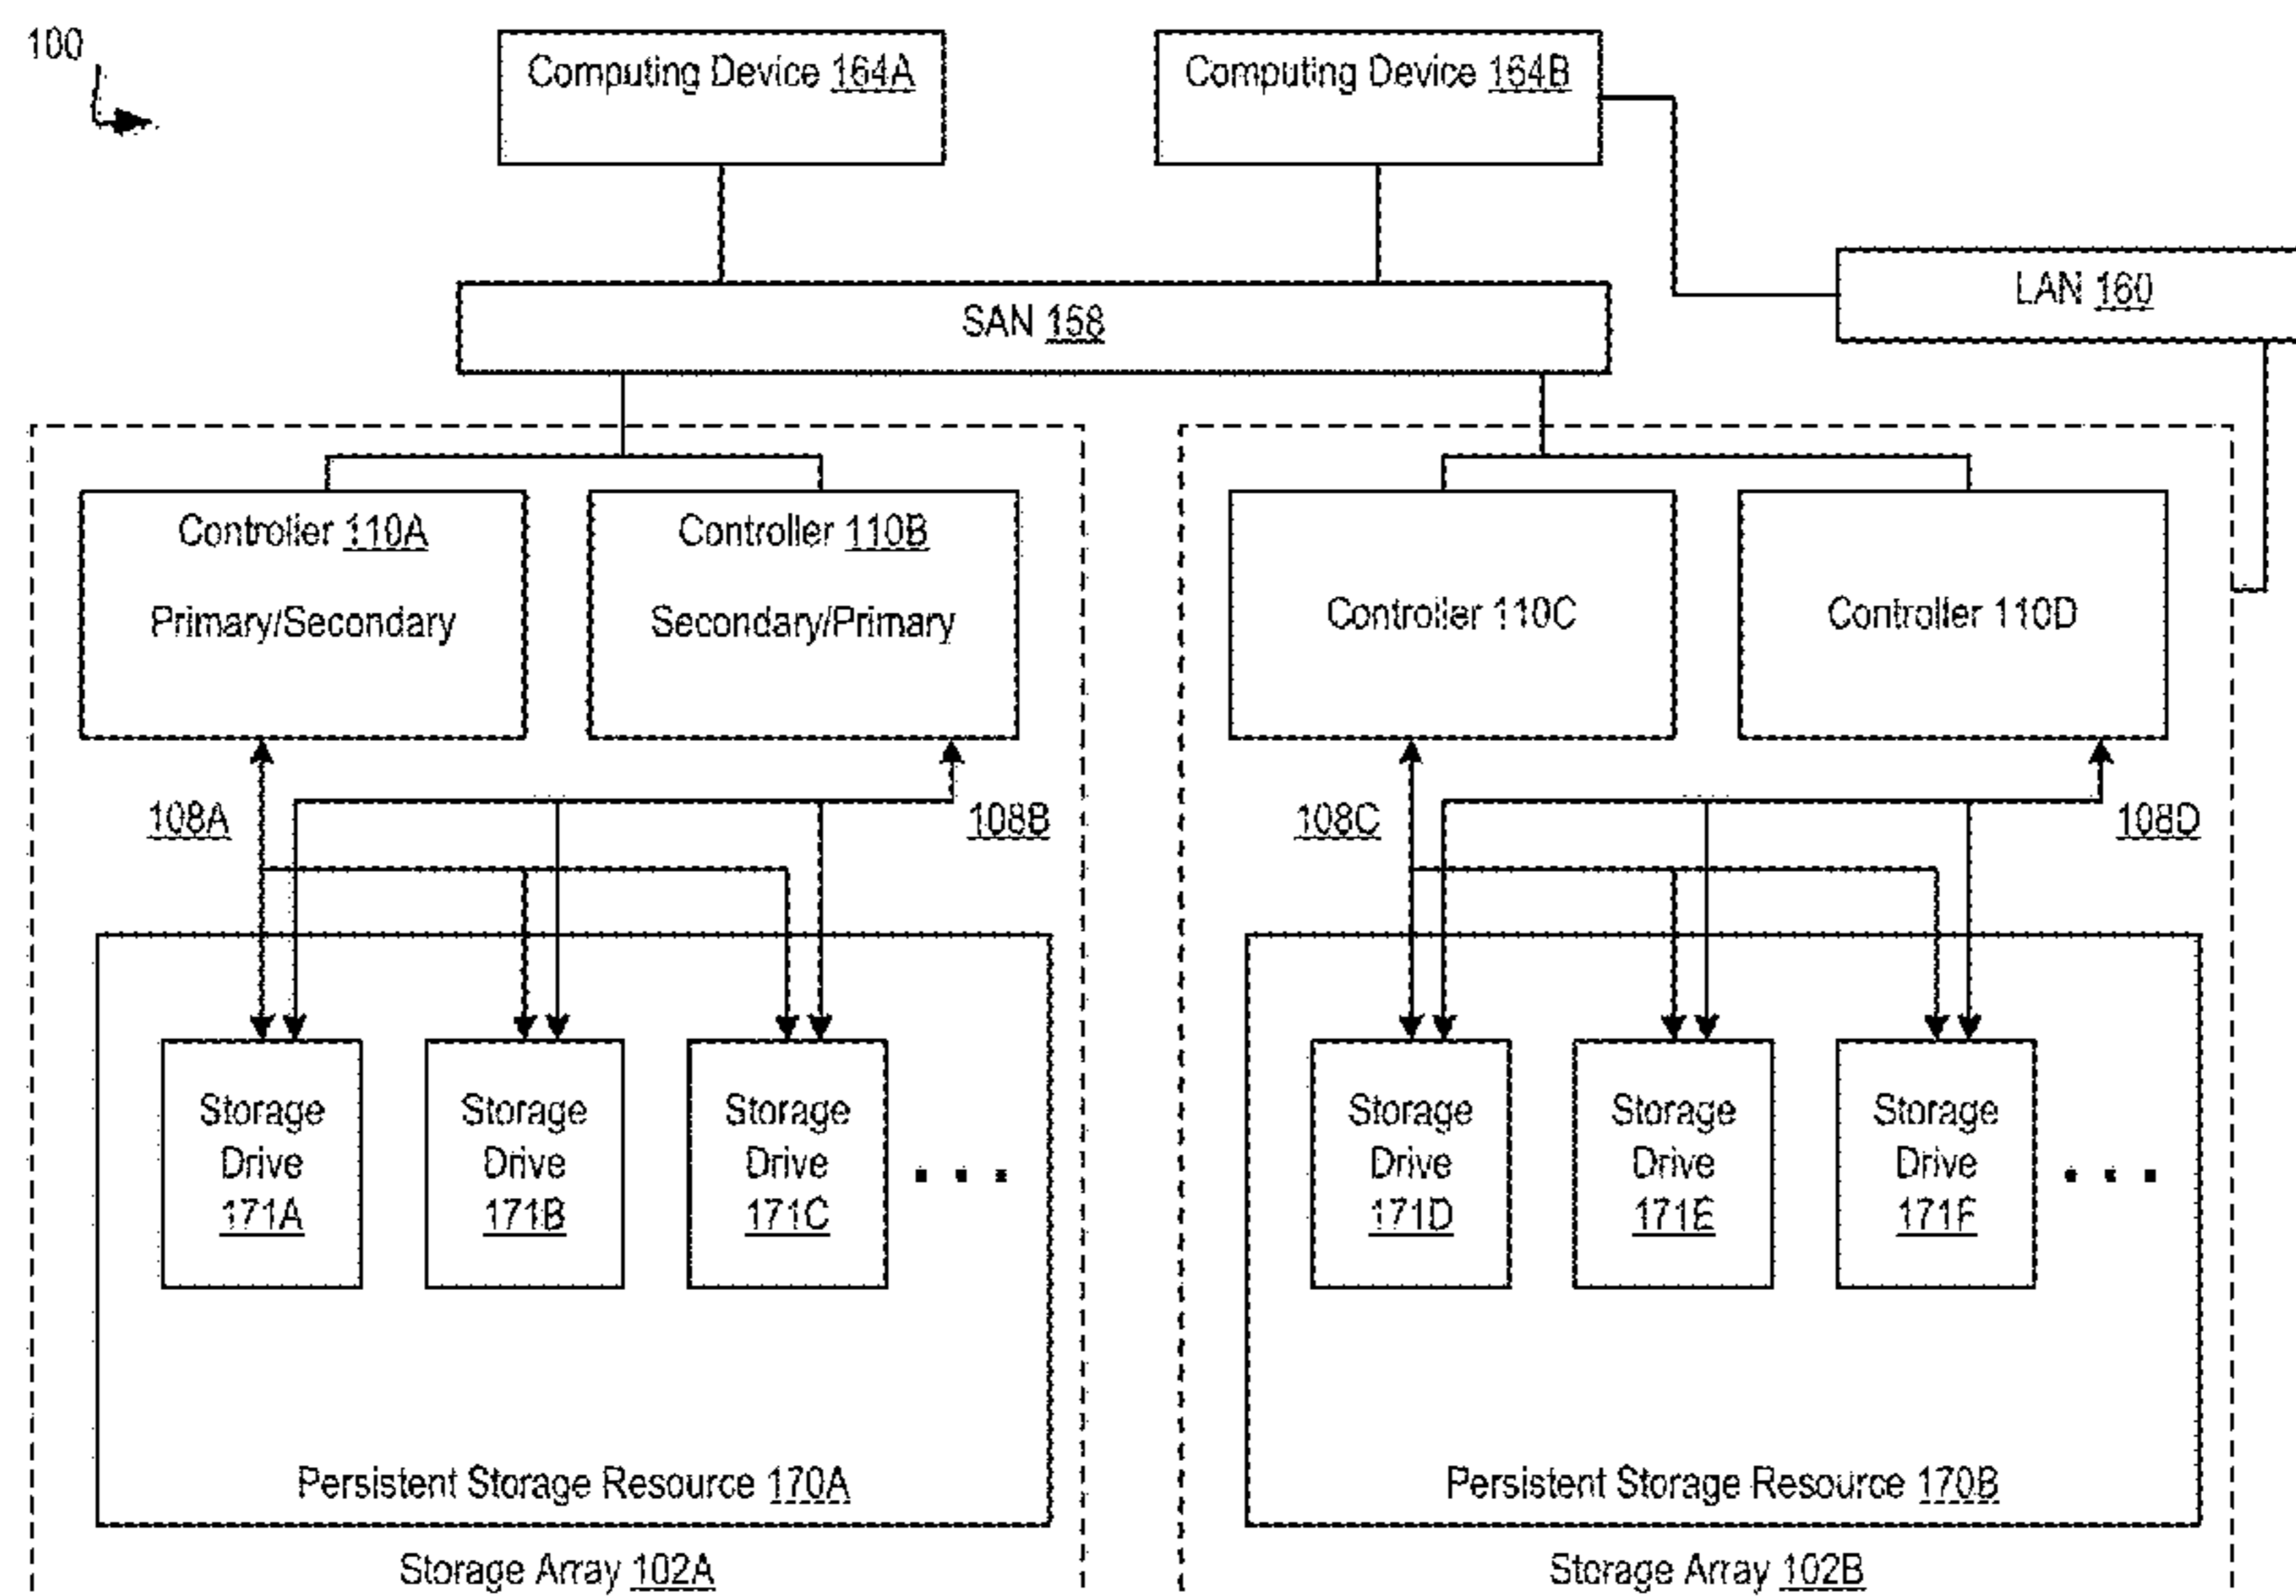 100
Computing Device 164A
Computing Device 164B
SAN 158
LAN 160
Controller 110A
Primary/Secondary
Controller 110B
Secondary/Primary
Controller 110C
Controller 110D
108A
108B
108C
108D
Storage
Drive
171A
Storage
Drive
171B
Storage
Drive
171C
. . .
Storage
Drive
171D
Storage
Drive
171E
Storage
Drive
171F
. . .
Persistent Storage Resource 170A
Persistent Storage Resource 170B
Storage Array 102A
Storage Array 102B